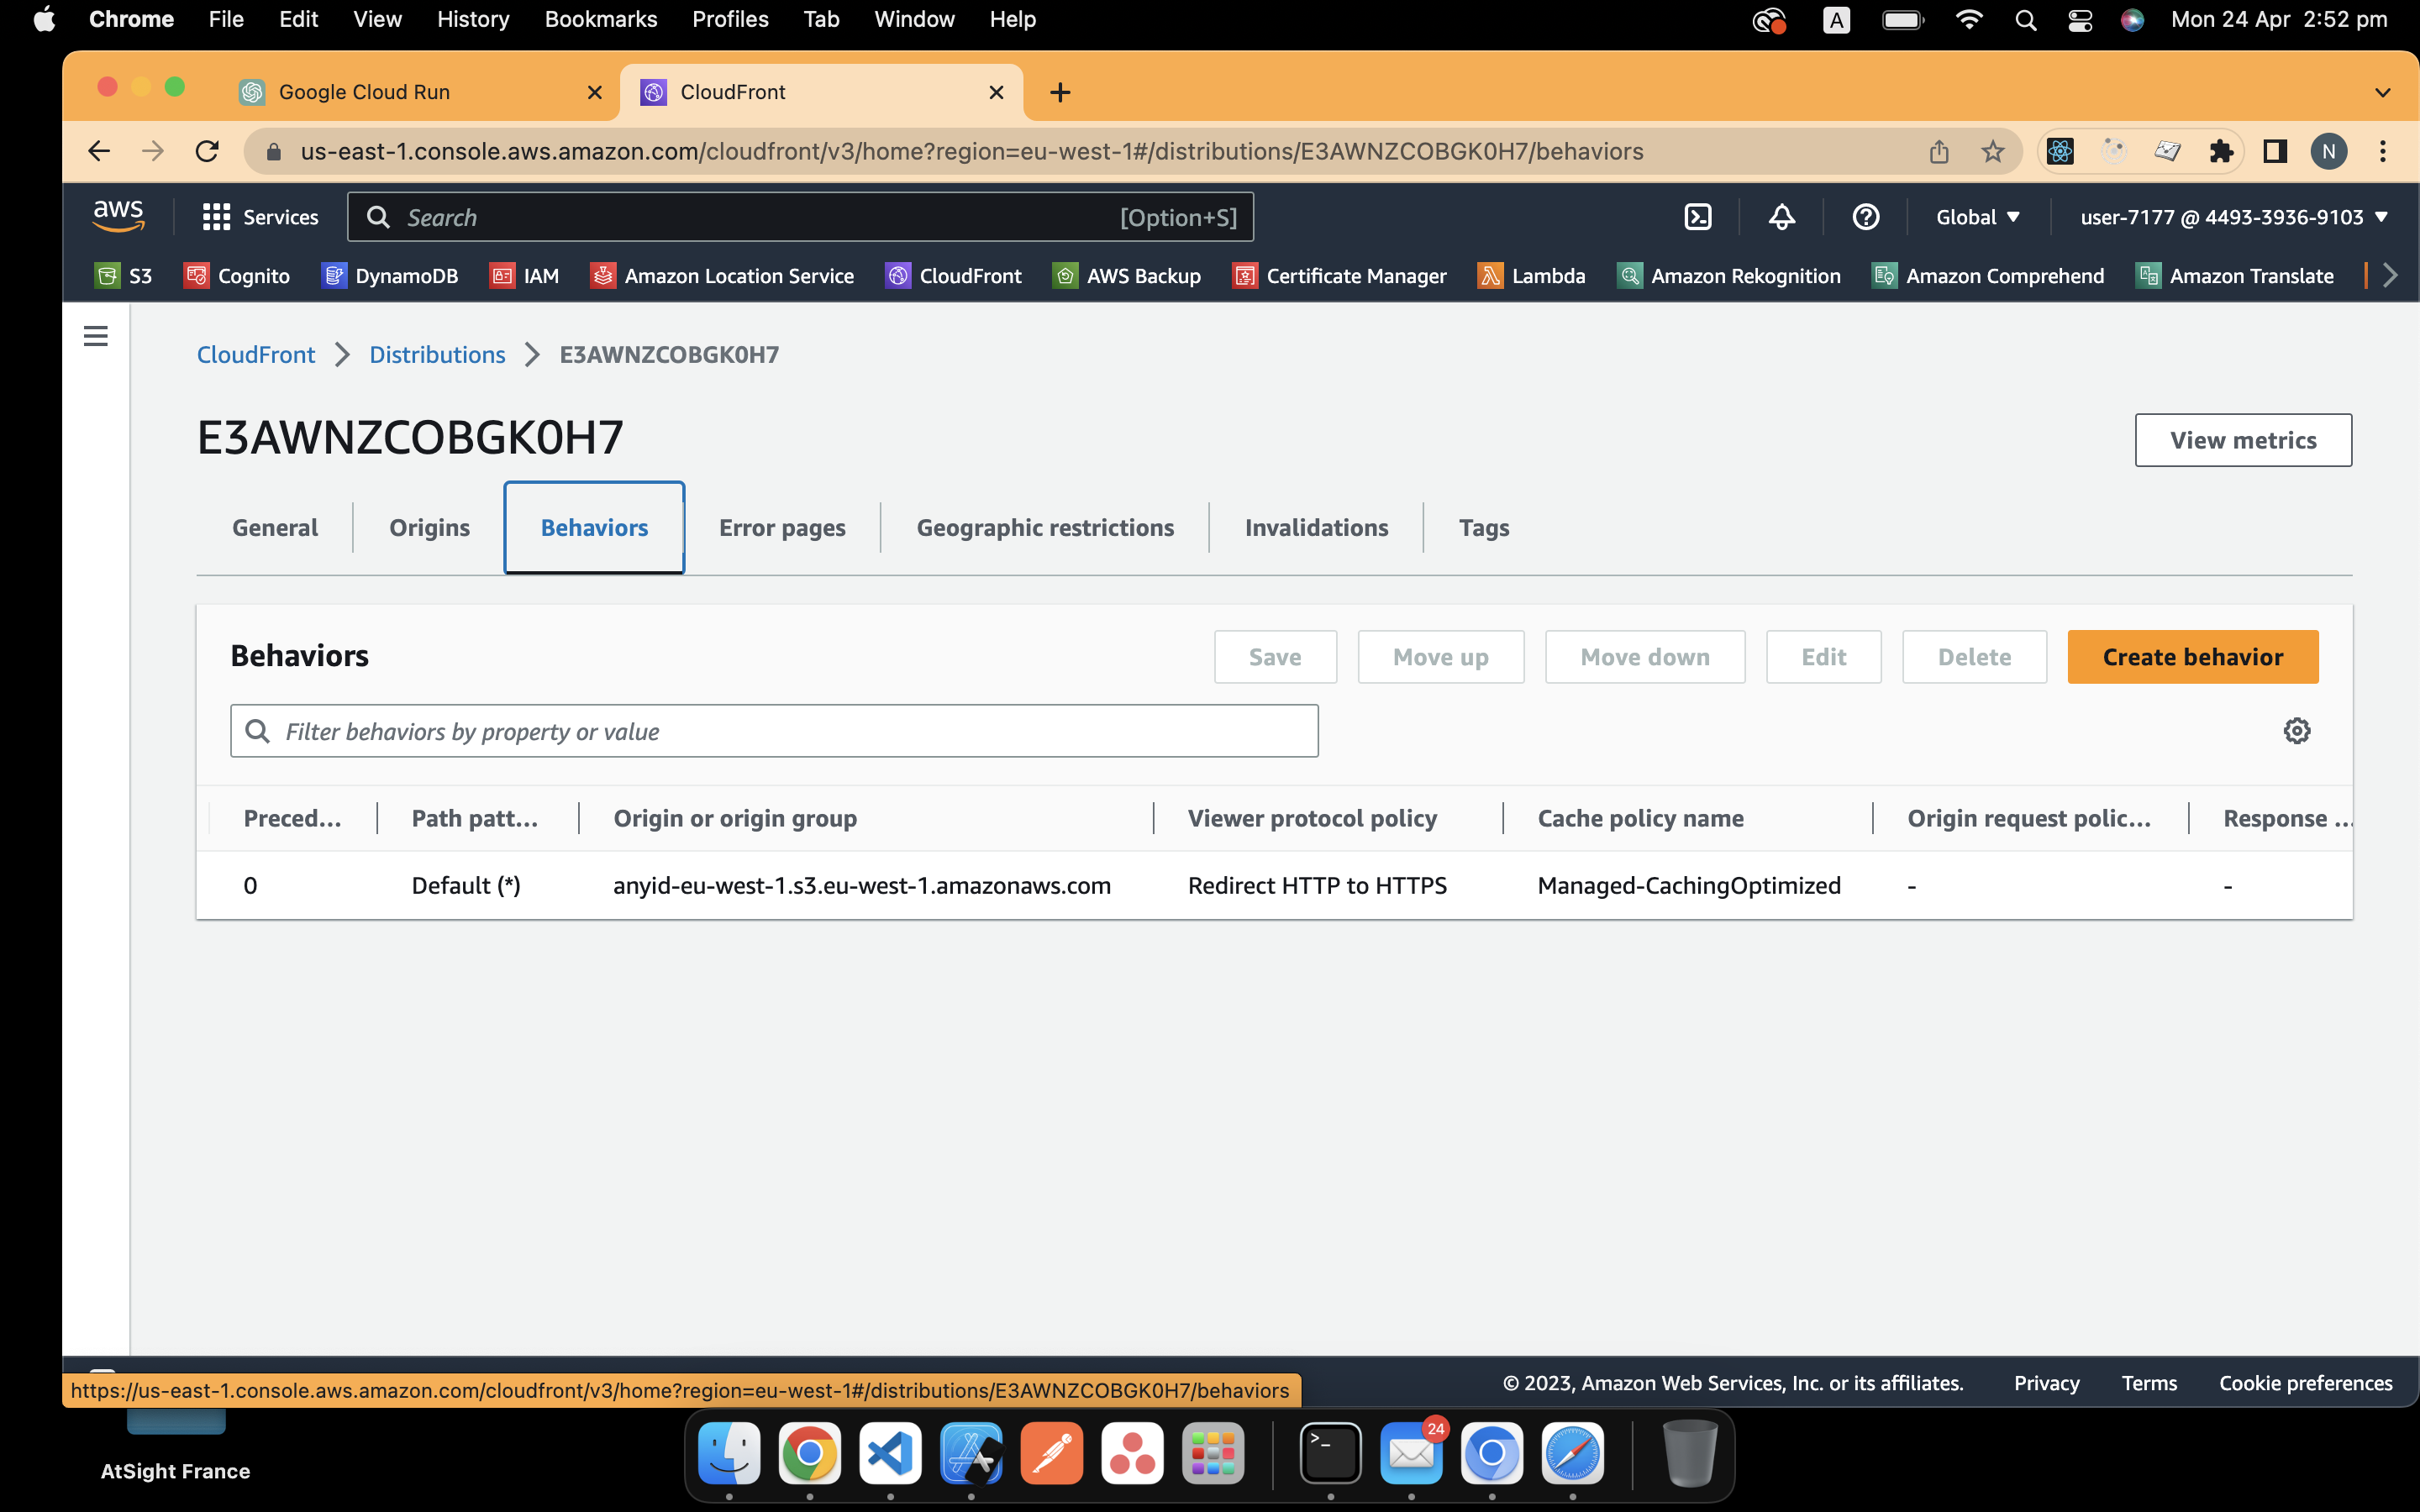 Chrome File Edit View History Bookmarks Profiles Tab Window Help A Mon 24 Apr 2:52 pm
Google Cloud Run CloudFront
us-east-1.console.aws.amazon.com/cloudfront/v3/home?region=eu-west-1#/distributions/E3AWNZCOBGK0H7/behaviors N
aws Services Search [Option+S] Global user-7177 @ 4493-3936-9103
S3 Cognito DynamoDB IAM Amazon Location Service CloudFront AWS Backup Certificate Manager Lambda Amazon Rekognition Amazon Comprehend Amazon Translate
CloudFront Distributions E3AWNZCOBGK0H7
E3AWNZCOBGK0H7 View metrics
General Origins Behaviors Error pages Geographic restrictions Invalidations Tags
Behaviors Save Move up Move down Edit Delete Create behavior
Filter behaviors by property or value
Preced... Path patt... Origin or origin group Viewer protocol policy Cache policy name Origin request polic... Response ...
0 Default (*) anyid-eu-west-1.s3.eu-west-1.amazonaws.com Redirect HTTP to HTTPS Managed-CachingOptimized - -
© 2023, Amazon Web Services, Inc. or its affiliates. Privacy Terms Cookie preferences
https://us-east-1.console.aws.amazon.com/cloudfront/v3/home?region=eu-west-1#/distributions/E3AWNZCOBGK0H7/behaviors
24
AtSight France